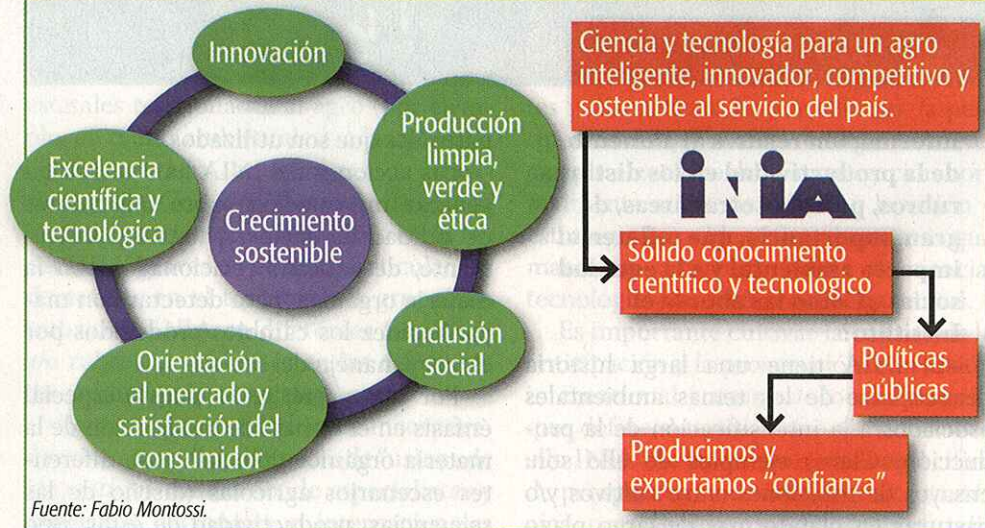 Innovación
Excelencia
científica y
tecnológica
Producción
limpia,
verde y
ética
Crecimiento
sostenible
Inclusión
social
Orientación
al mercado y
satisfacción del
consumidor
Fuente: Fabio Montossi.
Ciencia y tecnología para un agro
inteligente, innovador, competitivo y
sostenible al servicio del país.
iNiA
Sólido conocimiento
científico y tecnológico
Políticas
públicas
Producimos y
exportamos "confianza"